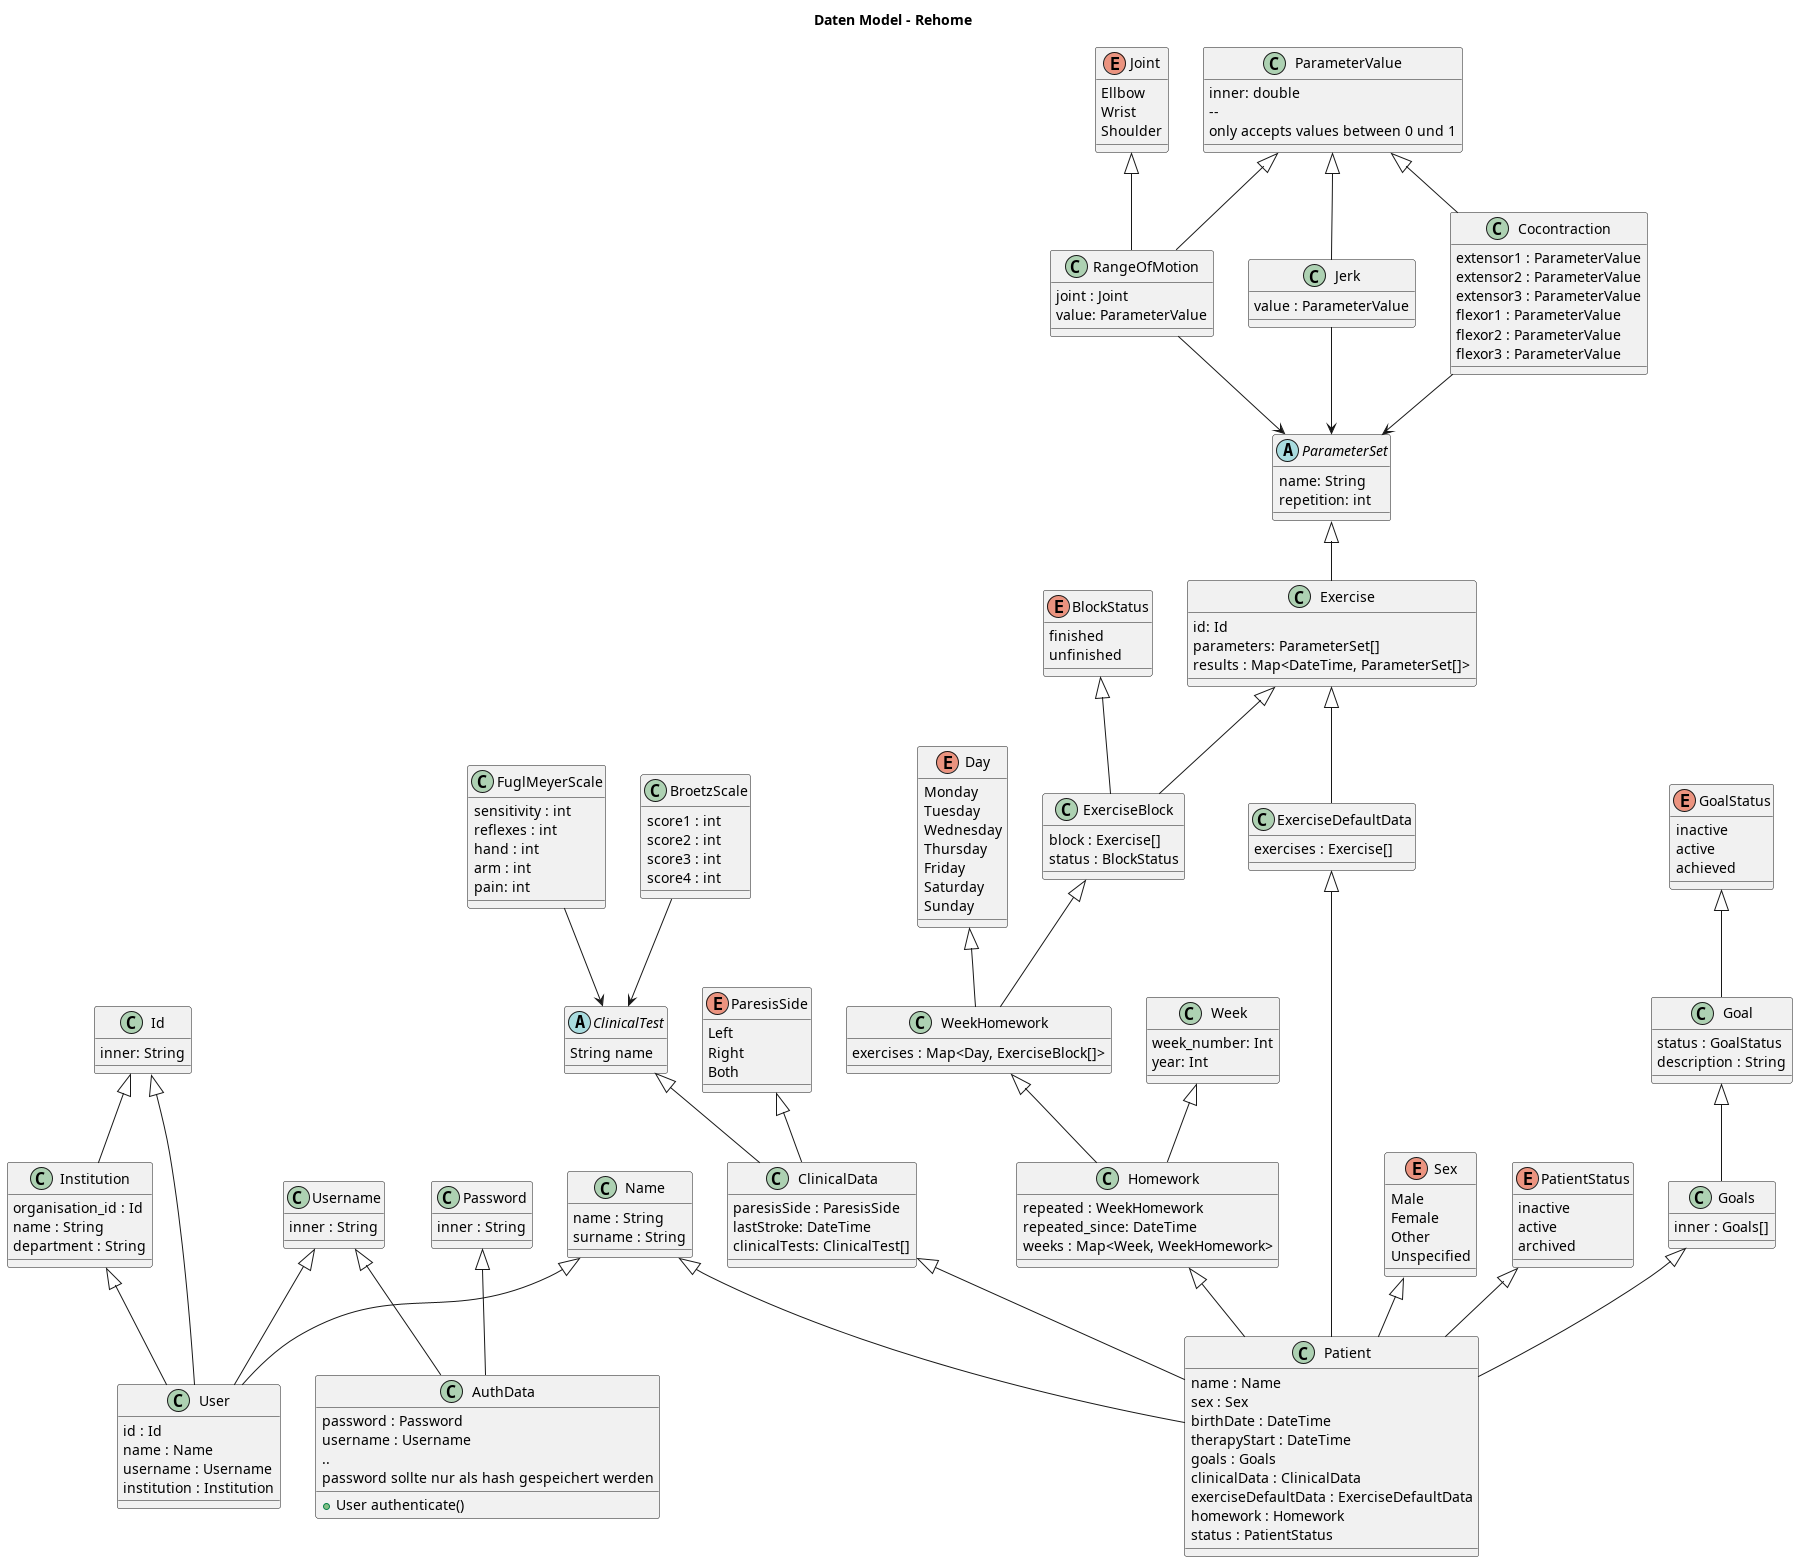 Daten Model - Rehome
E Joint
Ellbow
Wrist
Shoulder
C ParameterValue
inner: double
--
only accepts values between 0 und 1
C RangeOfMotion
joint : Joint
value: ParameterValue
C Jerk
value : ParameterValue
C Cocontraction
extensor1 : ParameterValue
extensor2 : ParameterValue
extensor3 : ParameterValue
flexor1 : ParameterValue
flexor2 : ParameterValue
flexor3 : ParameterValue
A ParameterSet
name: String
repetition: int
E BlockStatus
finished
unfinished
C Exercise
id: Id
parameters: ParameterSet[]
results : Map<DateTime, ParameterSet[]>
C FuglMeyerScale
sensitivity : int
reflexes : int
hand : int
arm : int
pain: int
C BroetzScale
score1 : int
score2 : int
score3 : int
score4 : int
E Day
Monday
Tuesday
Wednesday
Thursday
Friday
Saturday
Sunday
C ExerciseBlock
block : Exercise[]
status : BlockStatus
C ExerciseDefaultData
exercises : Exercise[]
E GoalStatus
inactive
active
achieved
C Id
inner: String
A ClinicalTest
String name
E ParesisSide
Left
Right
Both
C WeekHomework
exercises : Map<Day, ExerciseBlock[]>
C Week
week_number: Int
year: Int
C Goal
status : GoalStatus
description : String
C Institution
organisation_id : Id
name : String
department : String
C Username
inner : String
C Password
inner : String
C Name
name : String
surname : String
C ClinicalData
paresisSide : ParesisSide
lastStroke: DateTime
clinicalTests: ClinicalTest[]
C Homework
repeated : WeekHomework
repeated_since: DateTime
weeks : Map<Week, WeekHomework>
E Sex
Male
Female
Other
Unspecified
E PatientStatus
inactive
active
archived
C Goals
inner : Goals[]
C User
id : Id
name : Name
username : Username
institution : Institution
C AuthData
password : Password
username : Username
..
password sollte nur als hash gespeichert werden
User authenticate()
C Patient
name : Name
sex : Sex
birthDate : DateTime
therapyStart : DateTime
goals : Goals
clinicalData : ClinicalData
exerciseDefaultData : ExerciseDefaultData
homework : Homework
status : PatientStatus